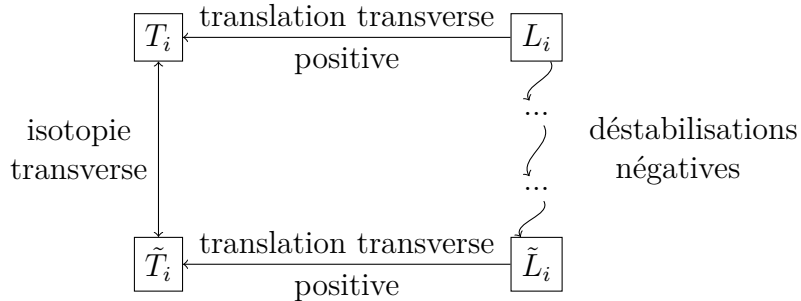 translation transverse
T_i L_i
positive
...
isotopie déstabilisations
transverse négatives
...
translation transverse
T̃_i L̃_i
positive